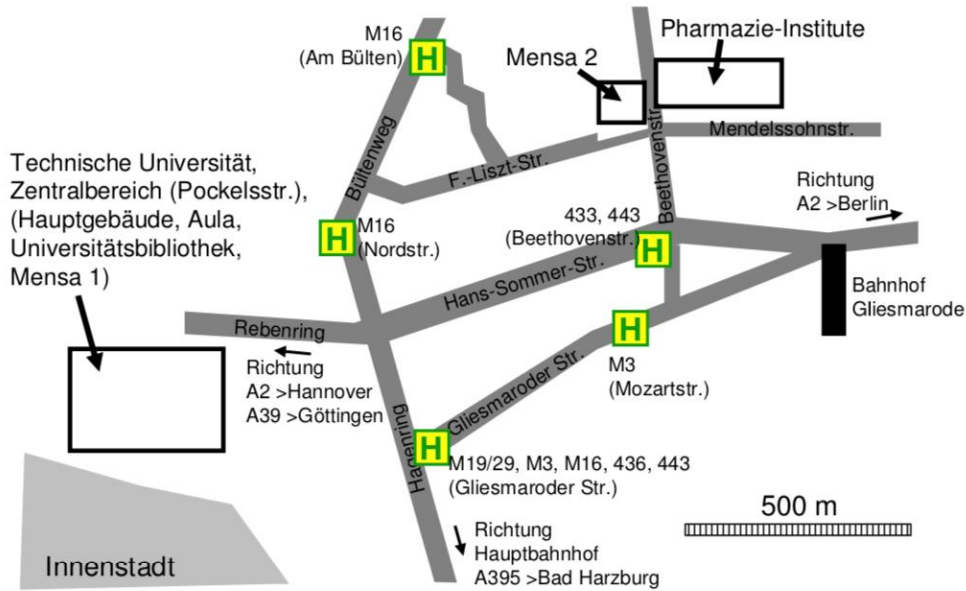 M16
(Am Bülten)
H
Mensa 2
Pharmazie-Institute
Mendelssohnstr.
Bültenweg
F.-Liszt-Str.
Beethovenstr.
Technische Universität,
Zentralbereich (Pockelsstr.),
(Hauptgebäude, Aula,
Universitätsbibliothek,
Mensa 1)
H
M16
(Nordstr.)
433, 443
(Beethovenstr.)
H
Richtung
A2 >Berlin
Hans-Sommer-Str.
Bahnhof
Gliesmarode
Rebenring
Richtung
A2 >Hannover
A39 >Göttingen
H
M3
(Mozartstr.)
Gliesmaroder Str.
Hagenring
H
M19/29, M3, M16, 436, 443
(Gliesmaroder Str.)
500 m
Richtung
Hauptbahnhof
A395 >Bad Harzburg
Innenstadt